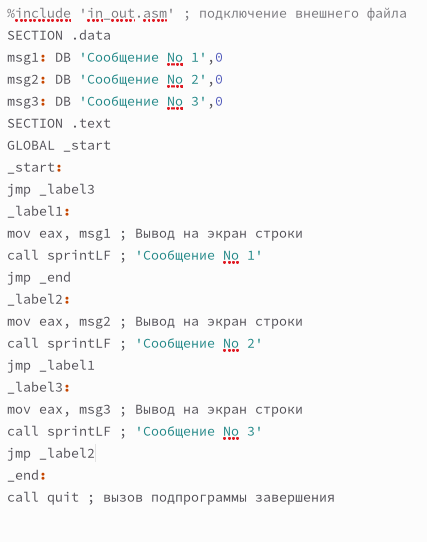 %include 'in_out.asm' ; подключение внешнего файла
SECTION .data
msg1: DB 'Сообщение No 1',0
msg2: DB 'Сообщение No 2',0
msg3: DB 'Сообщение No 3',0
SECTION .text
GLOBAL _start
_start:
jmp _label3
_label1:
mov eax, msg1 ; Вывод на экран строки
call sprintLF ; 'Сообщение No 1'
jmp _end
_label2:
mov eax, msg2 ; Вывод на экран строки
call sprintLF ; 'Сообщение No 2'
jmp _label1
_label3:
mov eax, msg3 ; Вывод на экран строки
call sprintLF ; 'Сообщение No 3'
jmp _label2
_end:
call quit ; вызов подпрограммы завершения